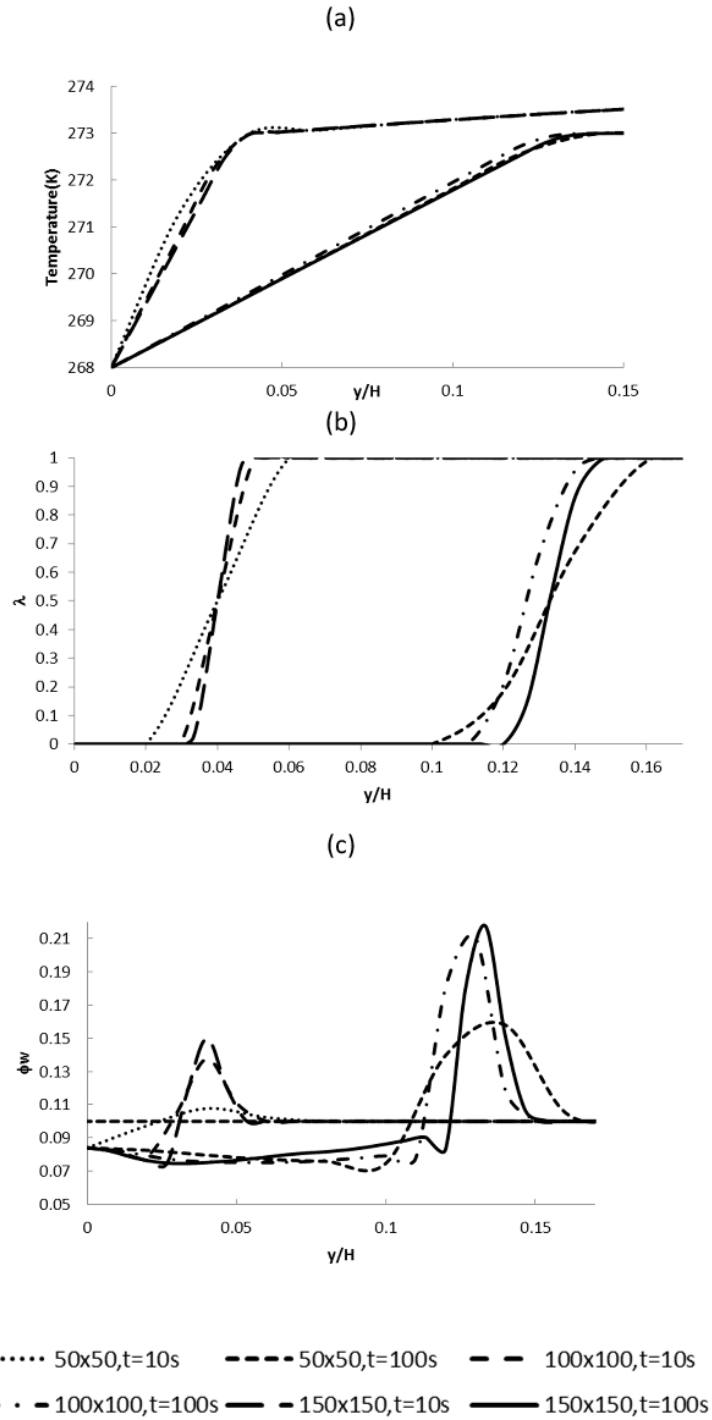 (a)
274
273
272
271
270
269
268
Temperature(K)
0
0.05
0.1
0.15
y/H
(b)
1
0.9
0.8
0.7
0.6
0.5
0.4
0.3
0.2
0.1
0
λ
0
0.02
0.04
0.06
0.08
0.1
0.12
0.14
0.16
y/H
(c)
0.21
0.19
0.17
0.15
0.13
0.11
0.09
0.07
0.05
φw
0
0.05
0.1
0.15
y/H
50x50,t=10s
50x50,t=100s
100x100,t=10s
100x100,t=100s
150x150,t=10s
150x150,t=100s